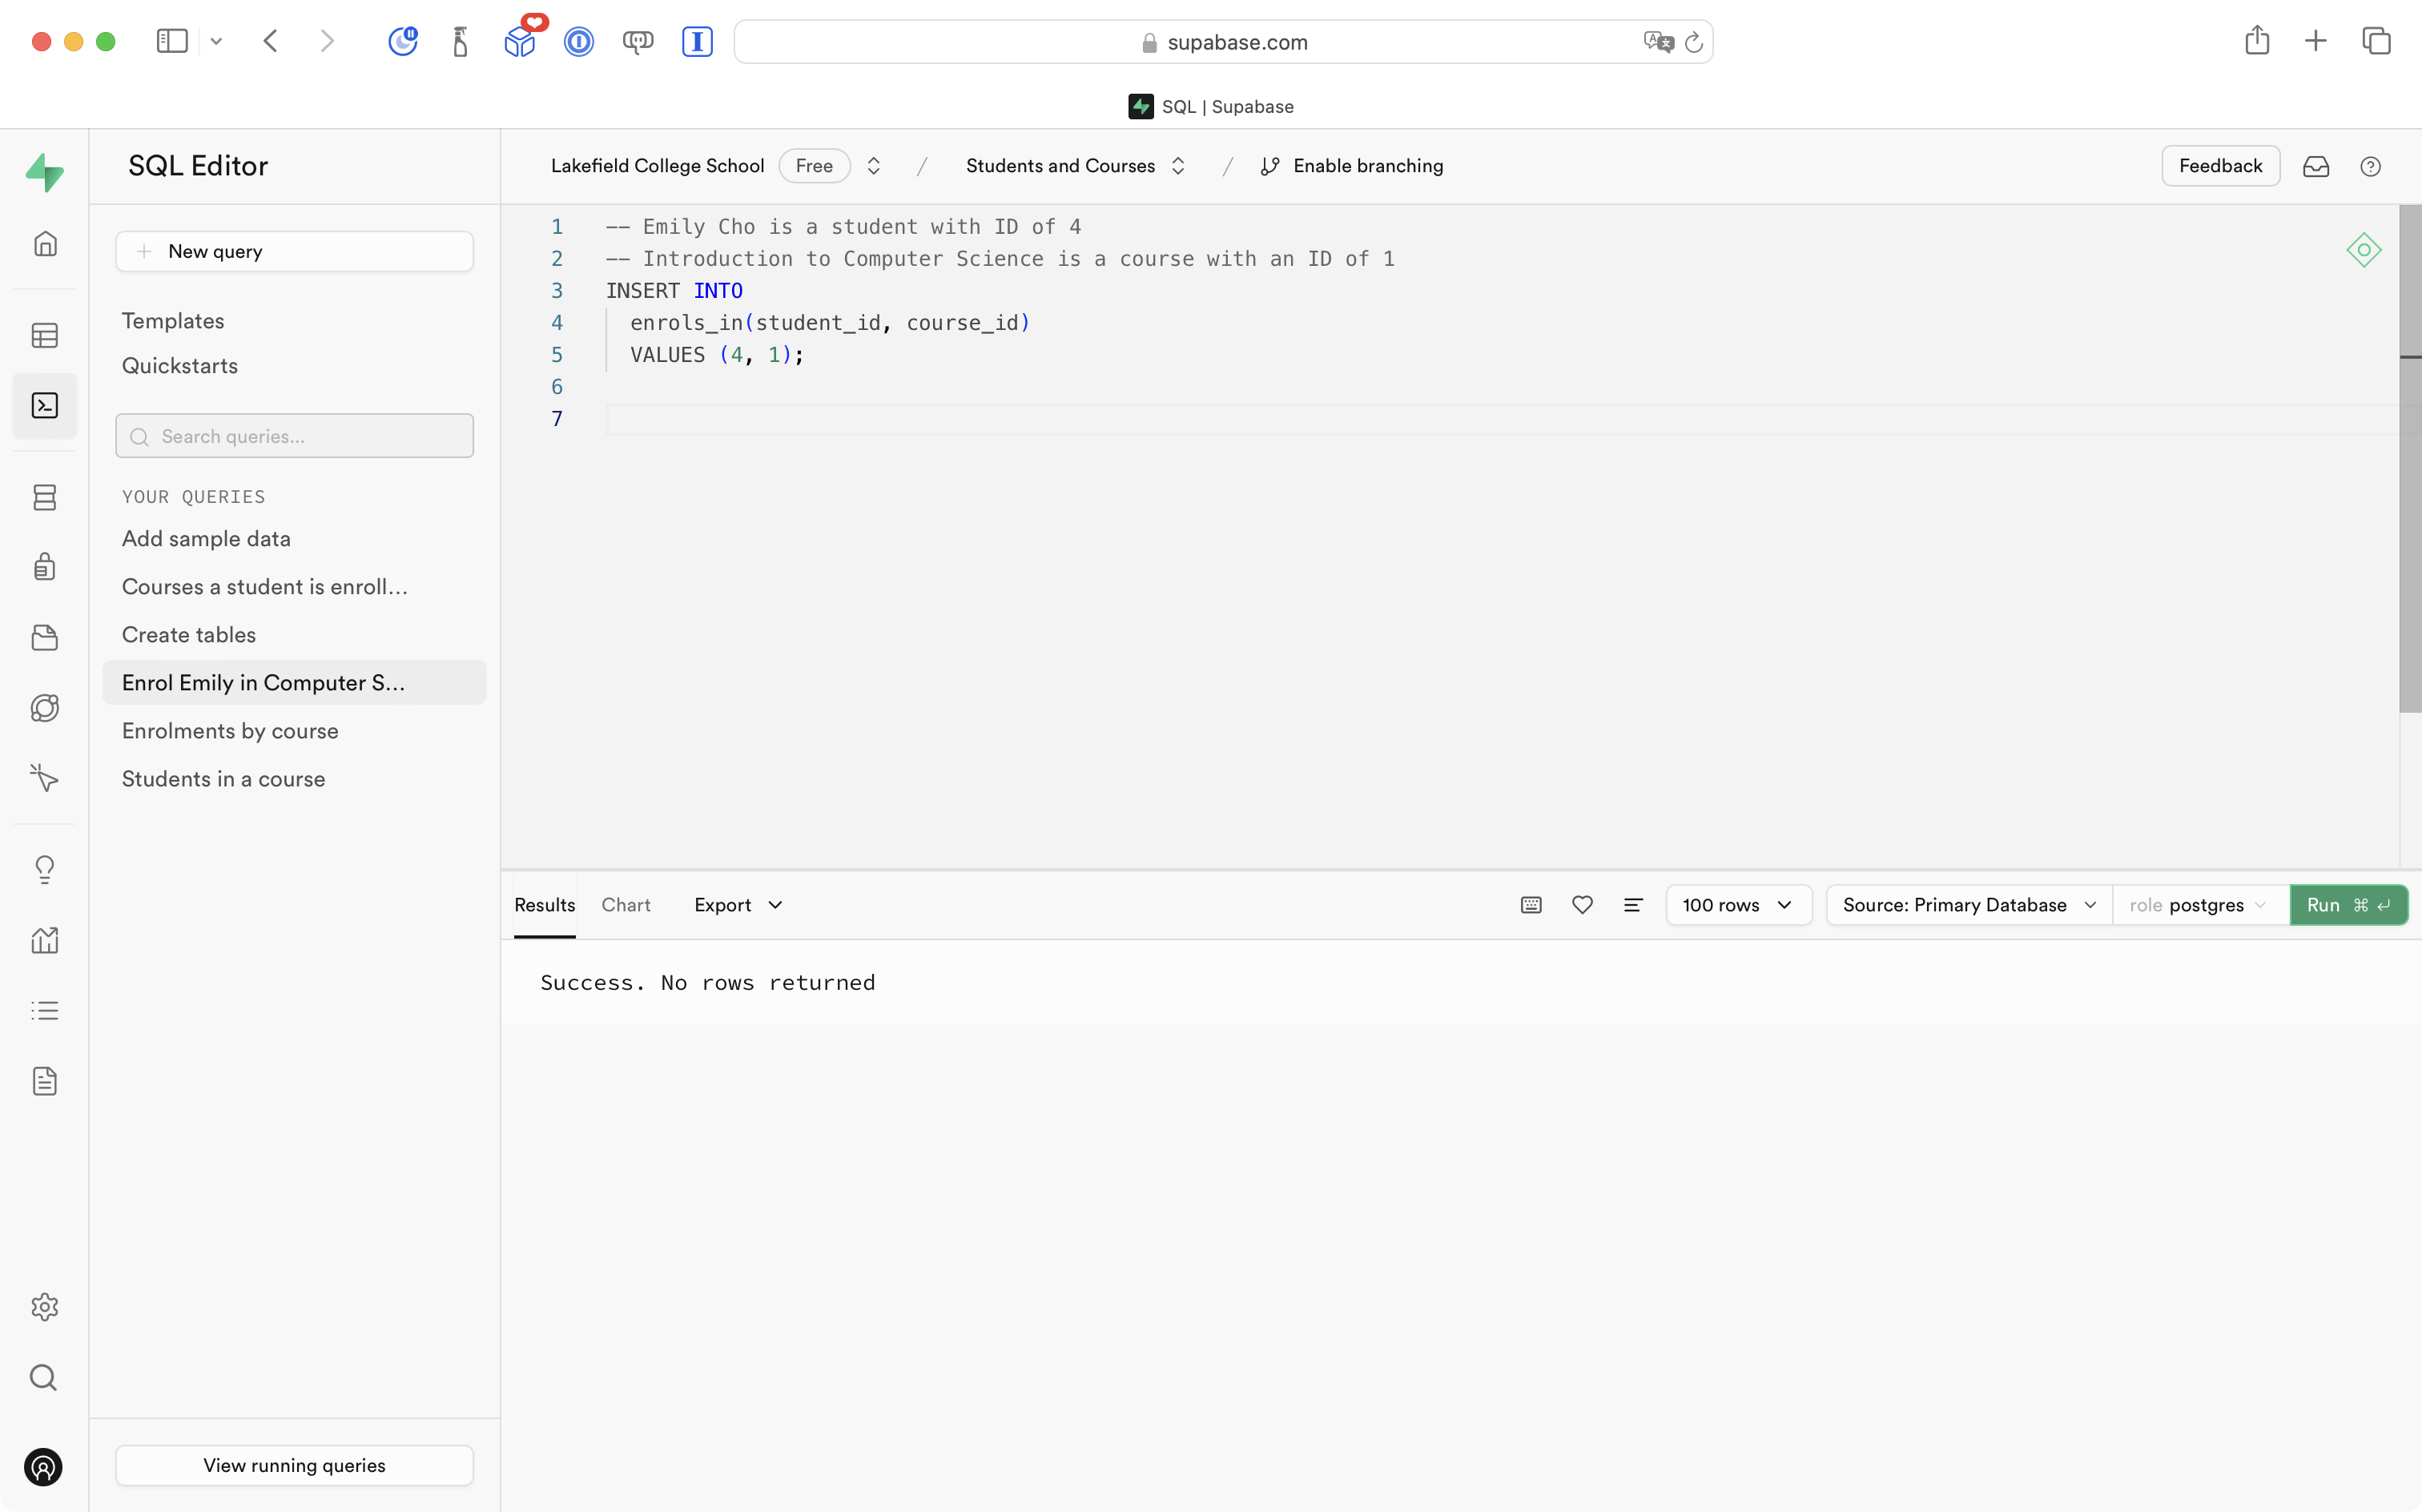 supabase.com
SQL | Supabase
SQL Editor
Lakefield College School Free / Students and Courses / Enable branching
Feedback
New query
Templates
Quickstarts
Search queries...
YOUR QUERIES
Add sample data
Courses a student is enroll...
Create tables
Enrol Emily in Computer S...
Enrolments by course
Students in a course
View running queries
1 -- Emily Cho is a student with ID of 4
2 -- Introduction to Computer Science is a course with an ID of 1
3 INSERT INTO
4 enrols_in(student_id, course_id)
5 VALUES (4, 1);
6
7
Results Chart Export 100 rows Source: Primary Database role postgres Run ⌘ ↵
Success. No rows returned